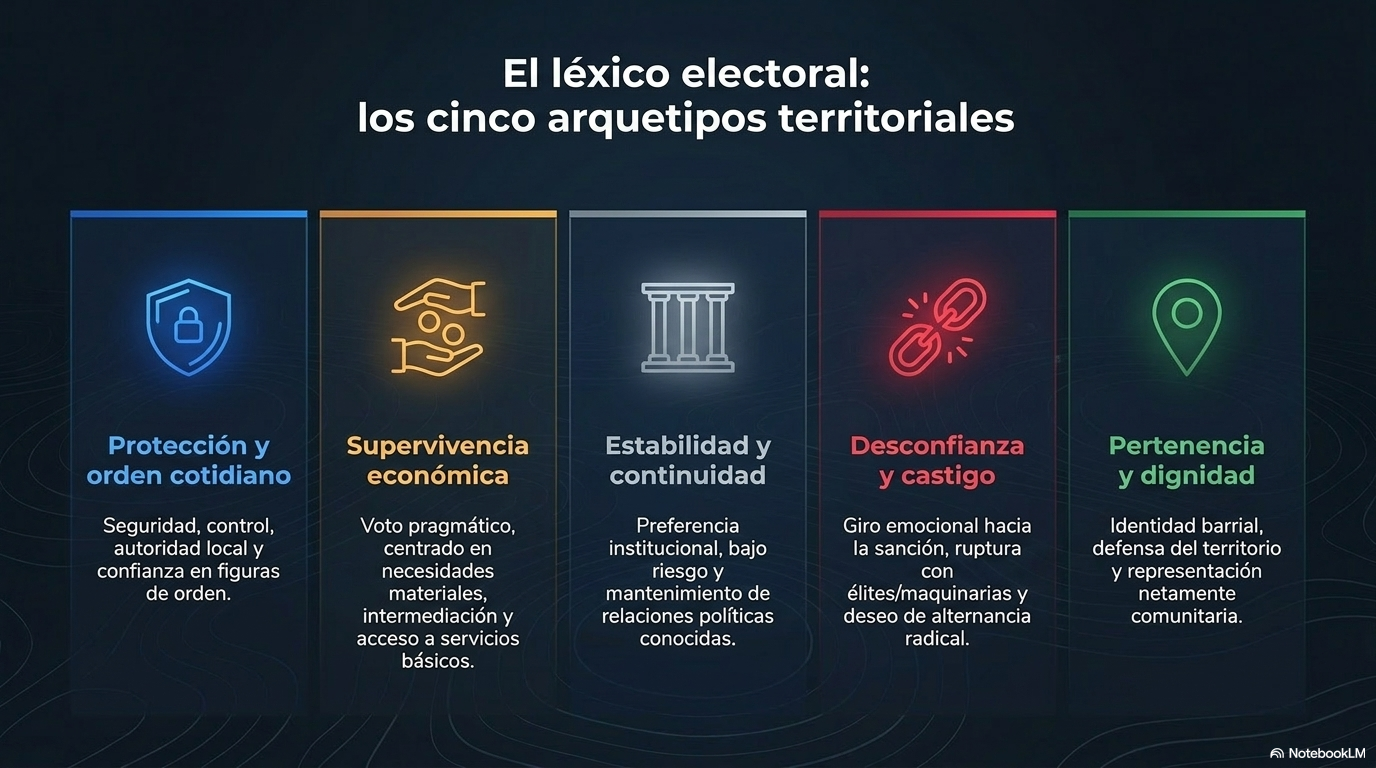 El léxico electoral:
los cinco arquetipos territoriales
Protección y
orden cotidiano
Seguridad, control,
autoridad local y
confianza en figuras
de orden.
Supervivencia
económica
Voto pragmático,
centrado en
necesidades
materiales,
intermediación y
acceso a servicios
básicos.
Estabilidad y
continuidad
Preferencia
institucional, bajo
riesgo y
mantenimiento de
relaciones políticas
conocidas.
Desconfianza
y castigo
Giro emocional hacia
la sanción, ruptura
con
élites/maquinarias y
deseo de alternancia
radical.
Pertenencia
y dignidad
Identidad barrial,
defensa del territorio
y representación
netamente
comunitaria.
NotebookLM